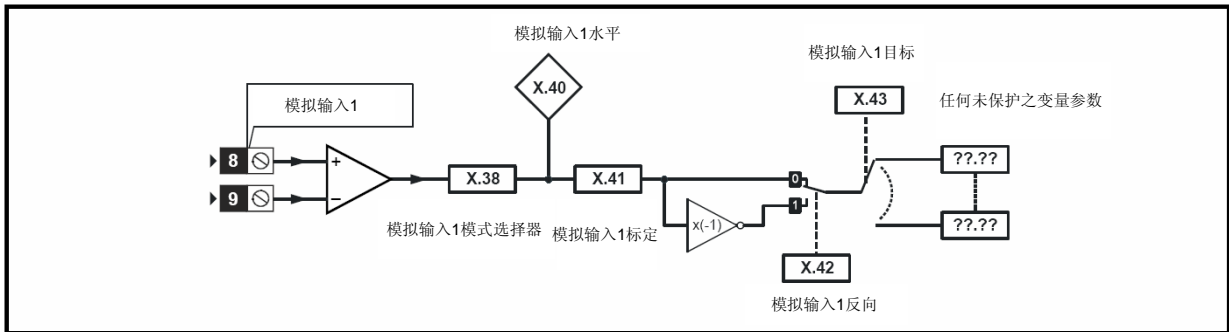 模拟输入1水平
模拟输入1目标
X.40
X.43
任何未保护之变量参数
模拟输入1
8
+
??.??
0
X.38
X.41
9
−
1
x(-1)
??.??
模拟输入1模式选择器
模拟输入1标定
X.42
模拟输入1反向